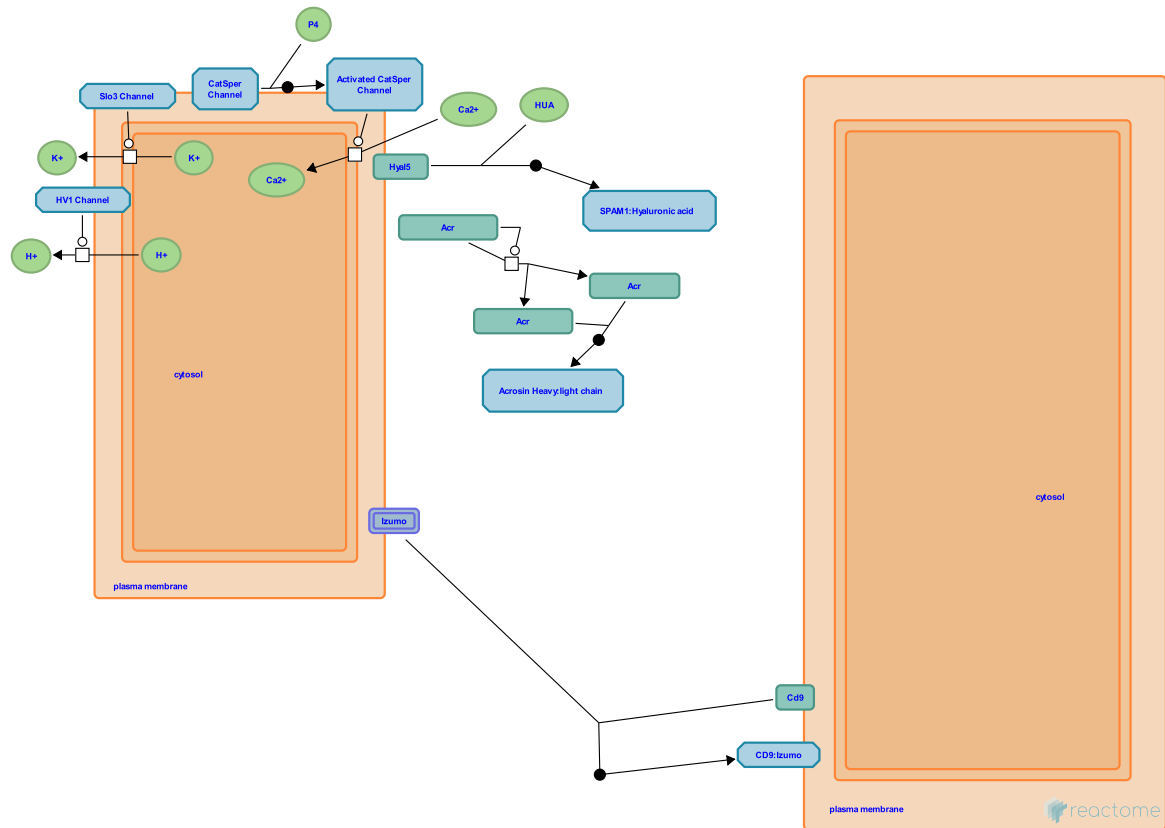 P4
CatSper
Channel
Activated CatSper
Channel
Slo3 Channel
Ca2+
HUA
K+
K+
Ca2+
Hyal5
HV1 Channel
SPAM1:Hyaluronic acid
Acr
H+
H+
Acr
Acr
cytosol
Acrosin Heavy:light chain
cytosol
Izumo
plasma membrane
Cd9
CD9:Izumo
plasma membrane
reactome